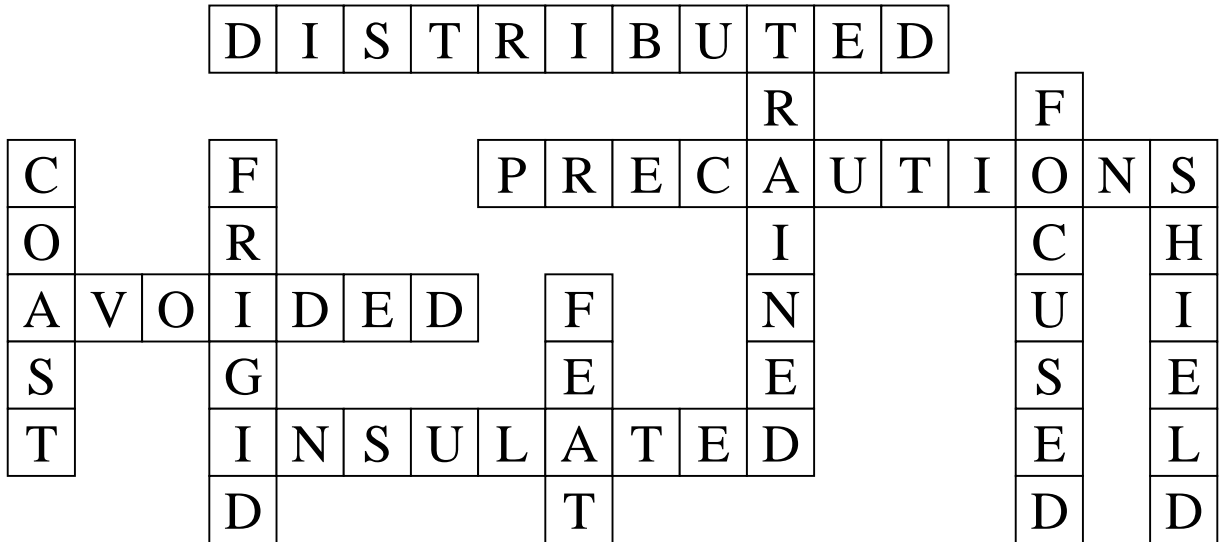 DISTRIBUTED
R F
C F PRECAUTIONS
O R I C H
AVOIDED F N U I
S G E E S E
T INSULATED E L
D T D D